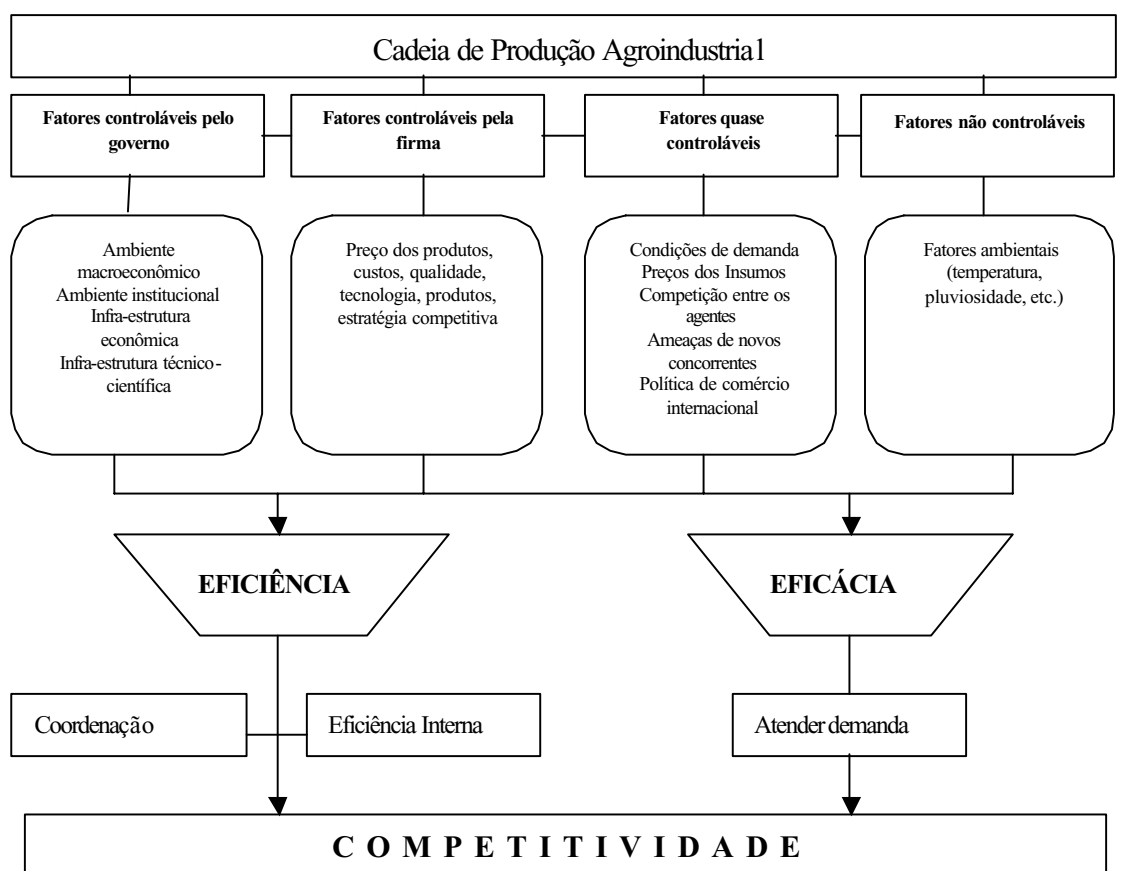 Cadeia de Produção Agroindustrial
Fatores controláveis pelo
governo
Fatores controláveis pela
firma
Fatores quase
controláveis
Fatores não controláveis
Ambiente
macroeconômico
Ambiente institucional
Infra-estrutura
econômica
Infra-estrutura técnico-
científica
Preço dos produtos,
custos, qualidade,
tecnologia, produtos,
estratégia competitiva
Condições de demanda
Preços dos Insumos
Competição entre os
agentes
Ameaças de novos
concorrentes
Política de comércio
internacional
Fatores ambientais
(temperatura,
pluviosidade, etc.)
EFICIÊNCIA
EFICÁCIA
Coordenação
Eficiência Interna
Atender demanda
C O M P E T I T I V I D A D E